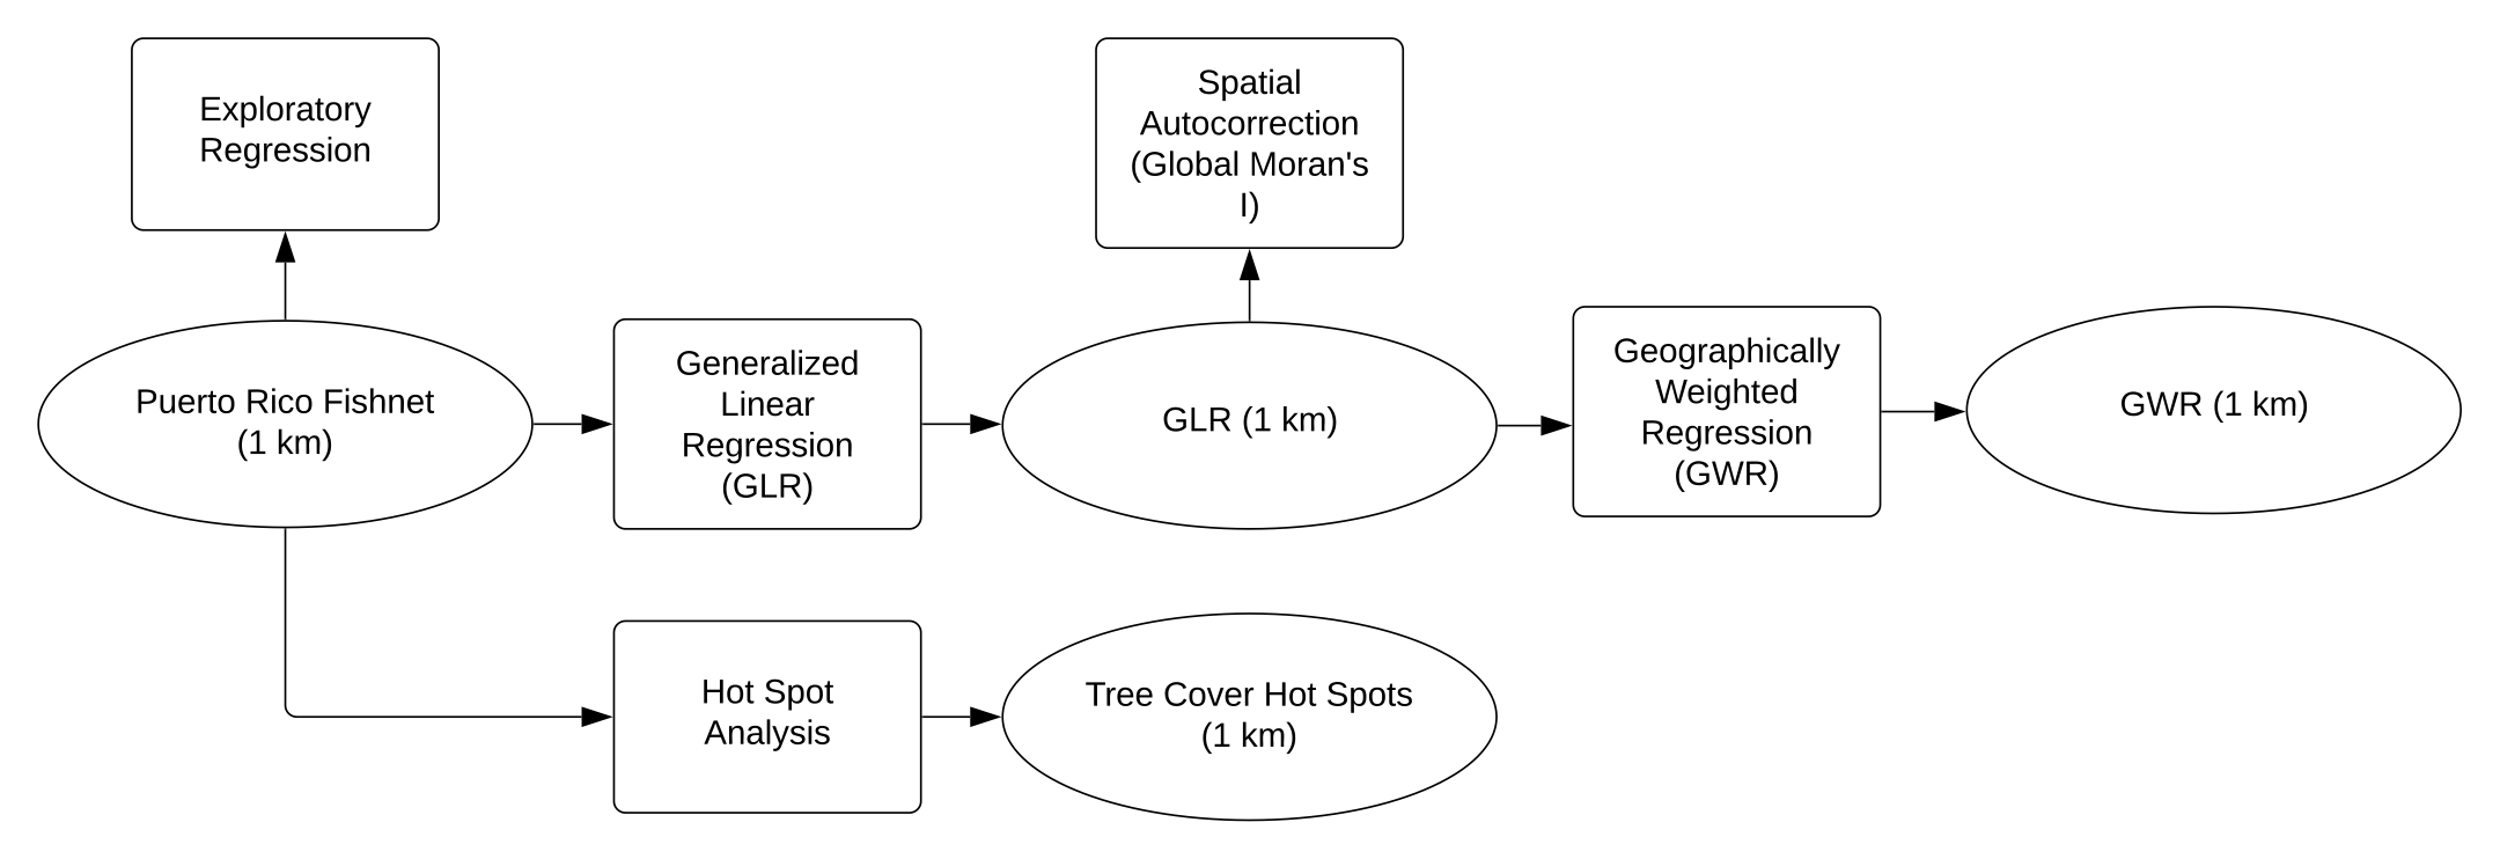 Exploratory
Regression
Spatial
Autocorrection
(Global Moran's
I)
Puerto Rico Fishnet
(1 km)
Generalized
Linear
Regression
(GLR)
GLR (1 km)
Geographically
Weighted
Regression
(GWR)
GWR (1 km)
Hot Spot
Analysis
Tree Cover Hot Spots
(1 km)